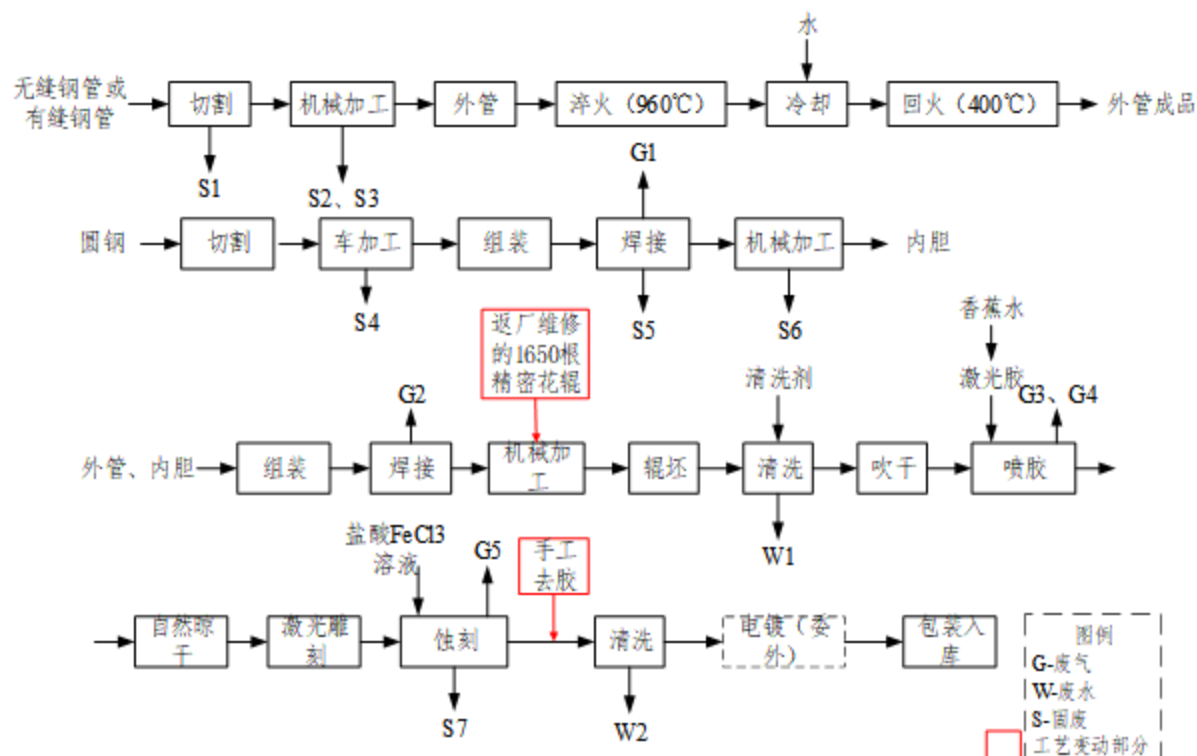 水
无缝钢管或
有缝钢管
切割
机械加工
外管
淬火（960℃）
冷却
回火（400℃）
外管成品
S1
S2、S3
G1
圆钢
切割
车加工
组装
焊接
机械加工
内胆
S4
S5
S6
返厂维修
的1650根
精密花辊
清洗剂
香蕉水
激光胶
G2
G3、G4
外管、内胆
组装
焊接
机械加
工
辊坯
清洗
吹干
喷胶
W1
盐酸FeCl3
溶液
G5
手工
去胶
自然晾
干
激光雕
刻
蚀刻
清洗
电镀（委
外）
包装入
库
S7
W2
图例
G-废气
W-废水
S-固废
工艺变动部分